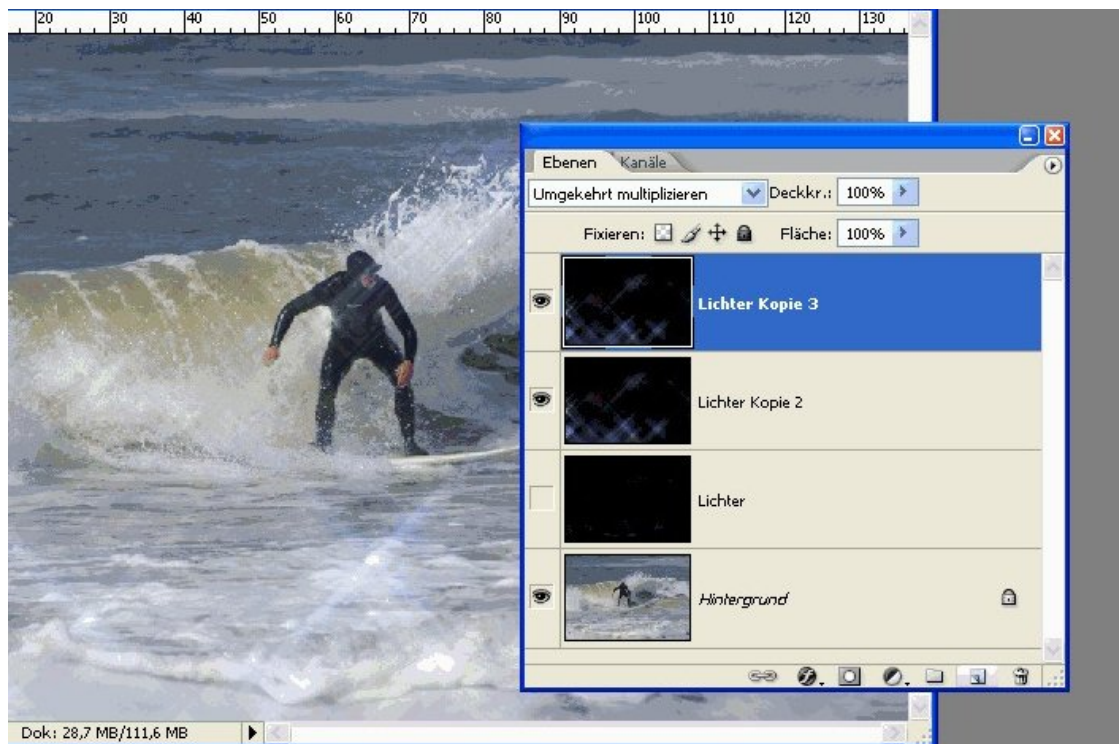 20 30 40 50 60 70 80 90 100 110 120 130
Ebenen Kanäle
Umgekehrt multiplizieren Deckkr.: 100%
Fixieren: Fläche: 100%
Lichter Kopie 3
Lichter Kopie 2
Lichter
Hintergrund
Dok: 28,7 MB/111,6 MB